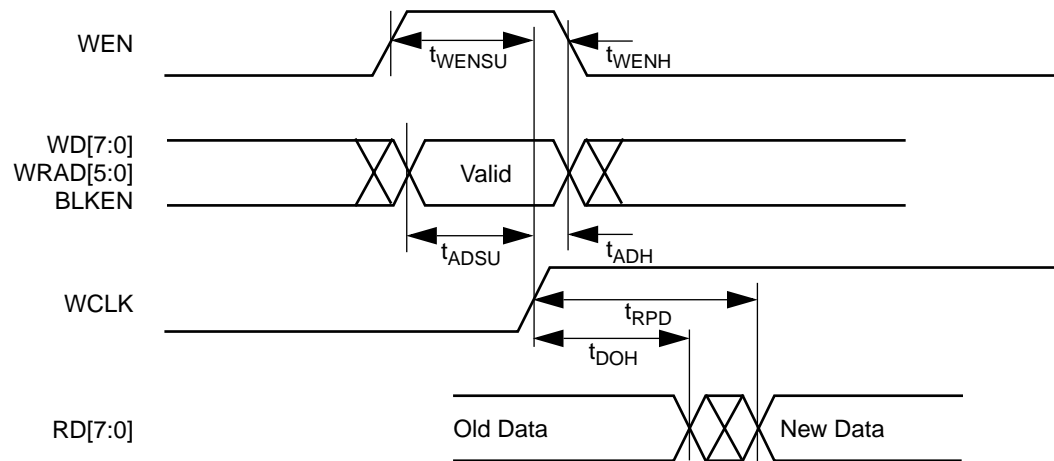 WEN
tWENSU
tWENH
WD[7:0]
WRAD[5:0]
BLKEN
Valid
tADSU
tADH
WCLK
tRPD
tDOH
RD[7:0]
Old Data
New Data